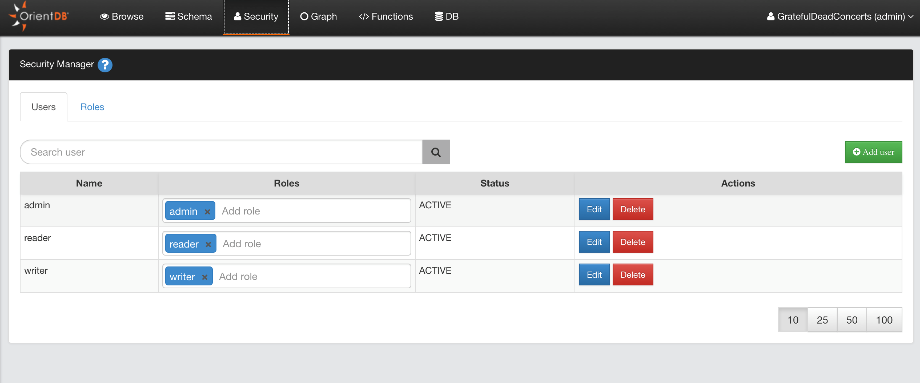 OrientDB Browse Schema Security Graph Functions DB GratefulDeadConcerts (admin)
Security Manager ?
Users Roles
Search user Add user
Name Roles Status Actions
admin admin × Add role ACTIVE Edit Delete
reader reader × Add role ACTIVE Edit Delete
writer writer × Add role ACTIVE Edit Delete
10 25 50 100